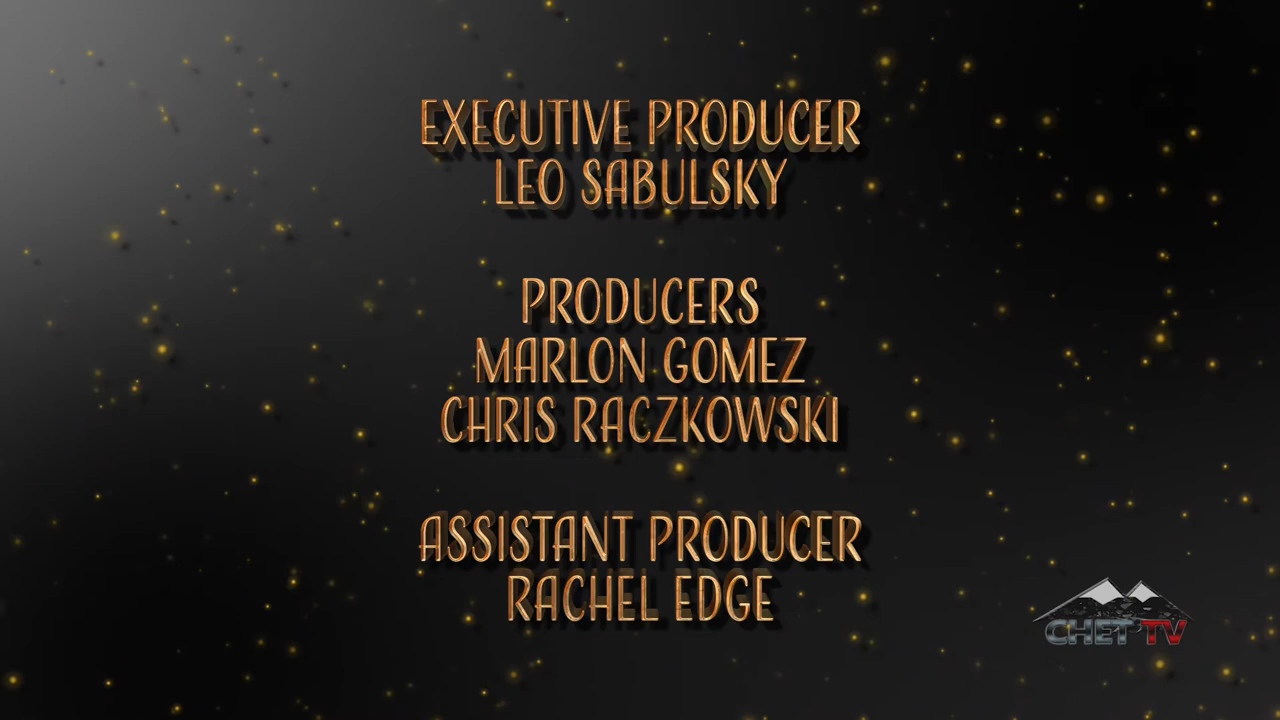 EXECUTIVE PRODUCER
LEO SABULSKY
PRODUCERS
MARLON GOMEZ
CHRIS RACZKOWSKI
ASSISTANT PRODUCER
RACHEL EDGE
CHET TV